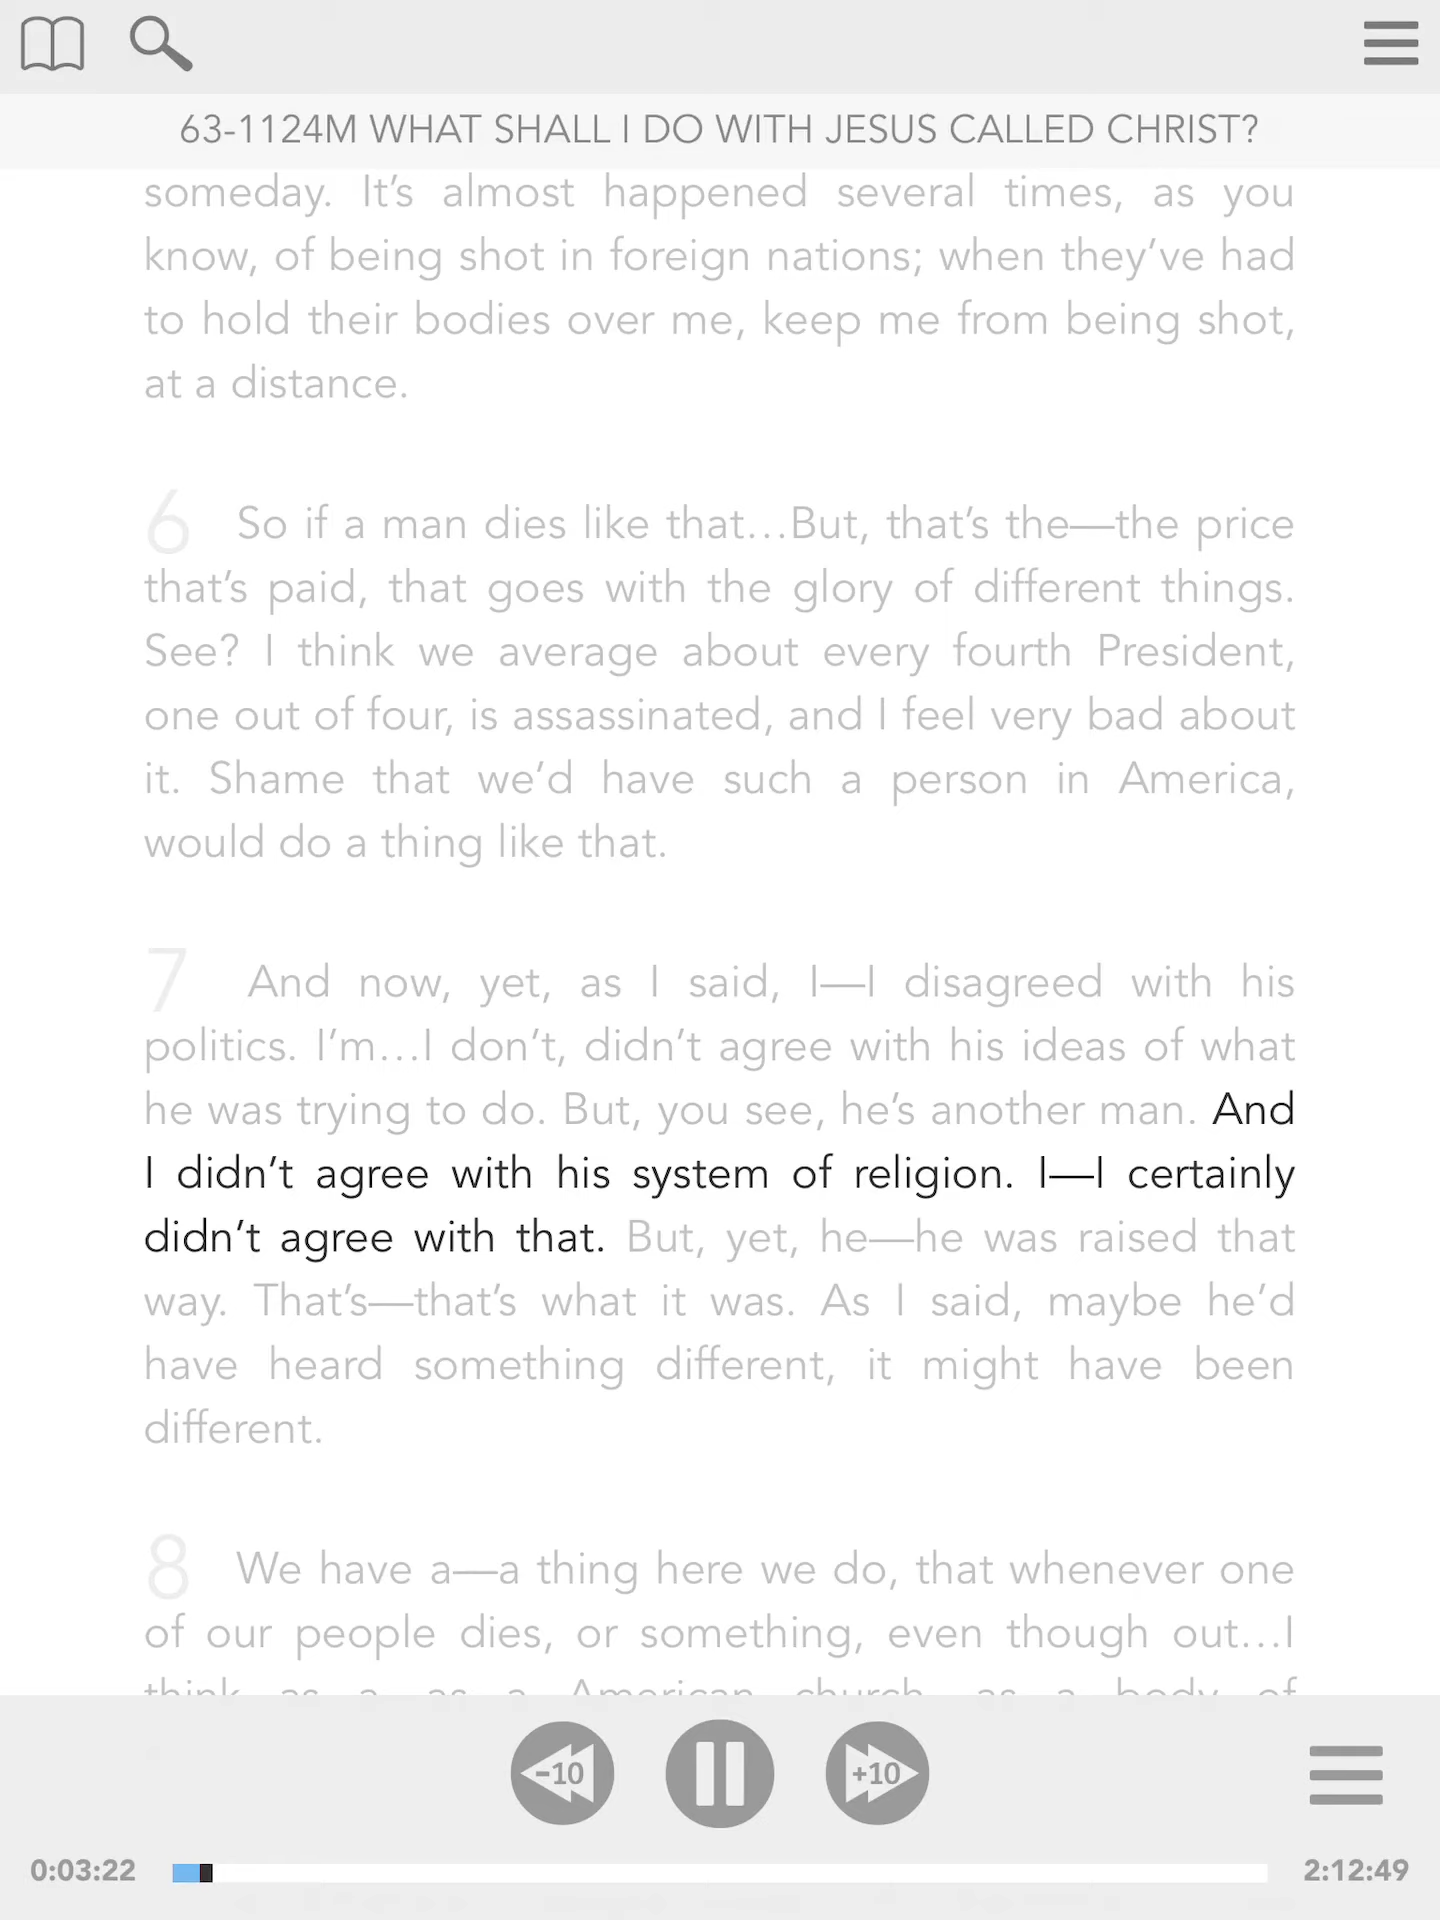 63-1124M WHAT SHALL I DO WITH JESUS CALLED CHRIST?
someday. It’s almost happened several times, as you
know, of being shot in foreign nations; when they’ve had
to hold their bodies over me, keep me from being shot,
at a distance.
6 So if a man dies like that…But, that’s the—the price
that’s paid, that goes with the glory of different things.
See? I think we average about every fourth President,
one out of four, is assassinated, and I feel very bad about
it. Shame that we’d have such a person in America,
would do a thing like that.
7 And now, yet, as I said, I—I disagreed with his
politics. I’m…I don’t, didn’t agree with his ideas of what
he was trying to do. But, you see, he’s another man. And
I didn’t agree with his system of religion. I—I certainly
didn’t agree with that. But, yet, he—he was raised that
way. That’s—that’s what it was. As I said, maybe he’d
have heard something different, it might have been
different.
8 We have a—a thing here we do, that whenever one
of our people dies, or something, even though out…I
think as a as a American church as a body of
-10 +10
0:03:22 2:12:49